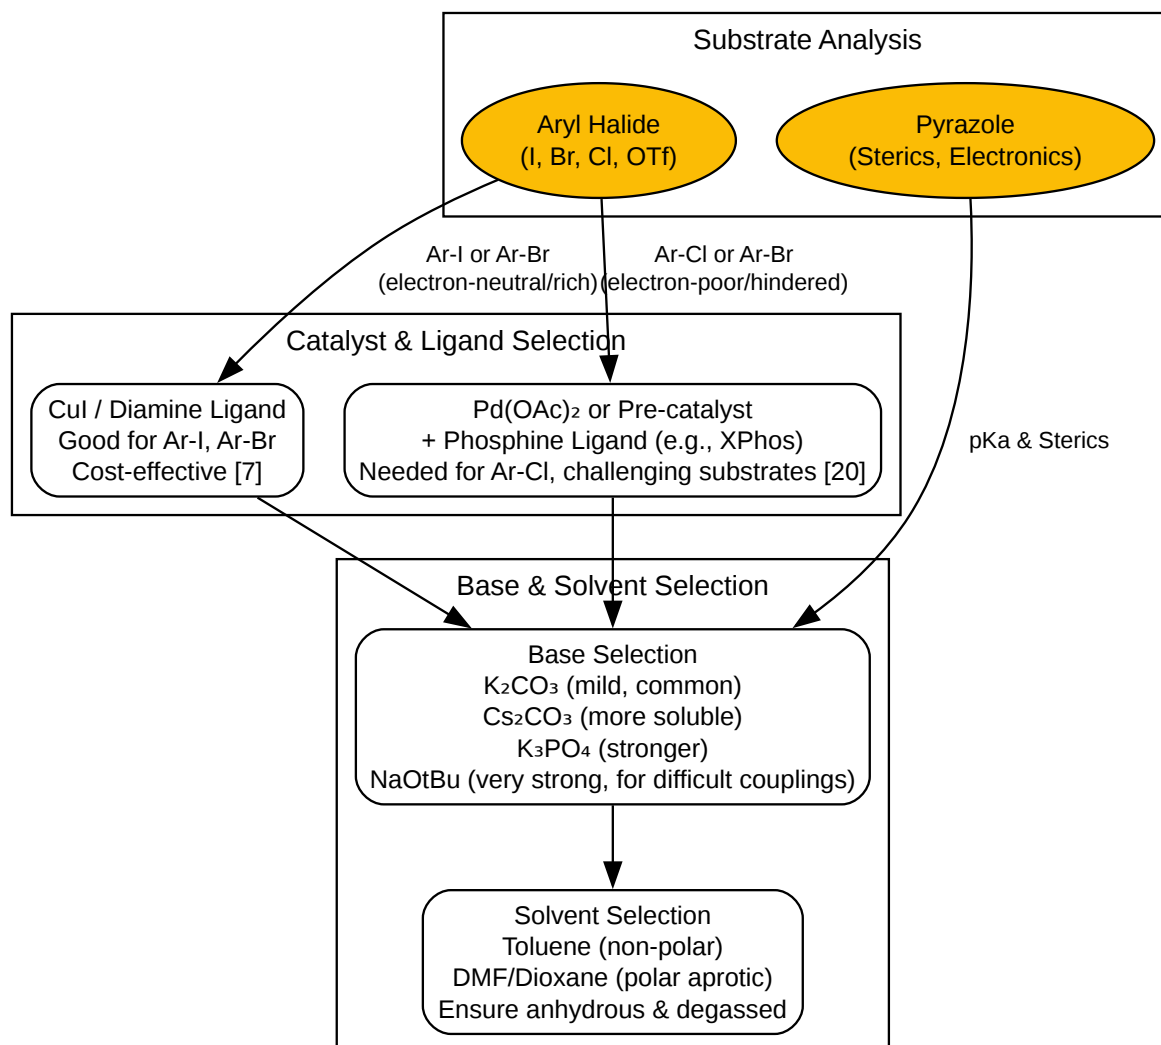 Substrate Analysis
Aryl Halide
(I, Br, Cl, OTf)
Pyrazole
(Sterics, Electronics)
Ar-I or Ar-Br
(electron-neutral/rich)
Ar-Cl or Ar-Br
(electron-poor/hindered)
pKa & Sterics
Catalyst & Ligand Selection
CuI / Diamine Ligand
Good for Ar-I, Ar-Br
Cost-effective [7]
Pd(OAc)₂ or Pre-catalyst
+ Phosphine Ligand (e.g., XPhos)
Needed for Ar-Cl, challenging substrates [20]
Base & Solvent Selection
Base Selection
K₂CO₃ (mild, common)
Cs₂CO₃ (more soluble)
K₃PO₄ (stronger)
NaOtBu (very strong, for difficult couplings)
Solvent Selection
Toluene (non-polar)
DMF/Dioxane (polar aprotic)
Ensure anhydrous & degassed